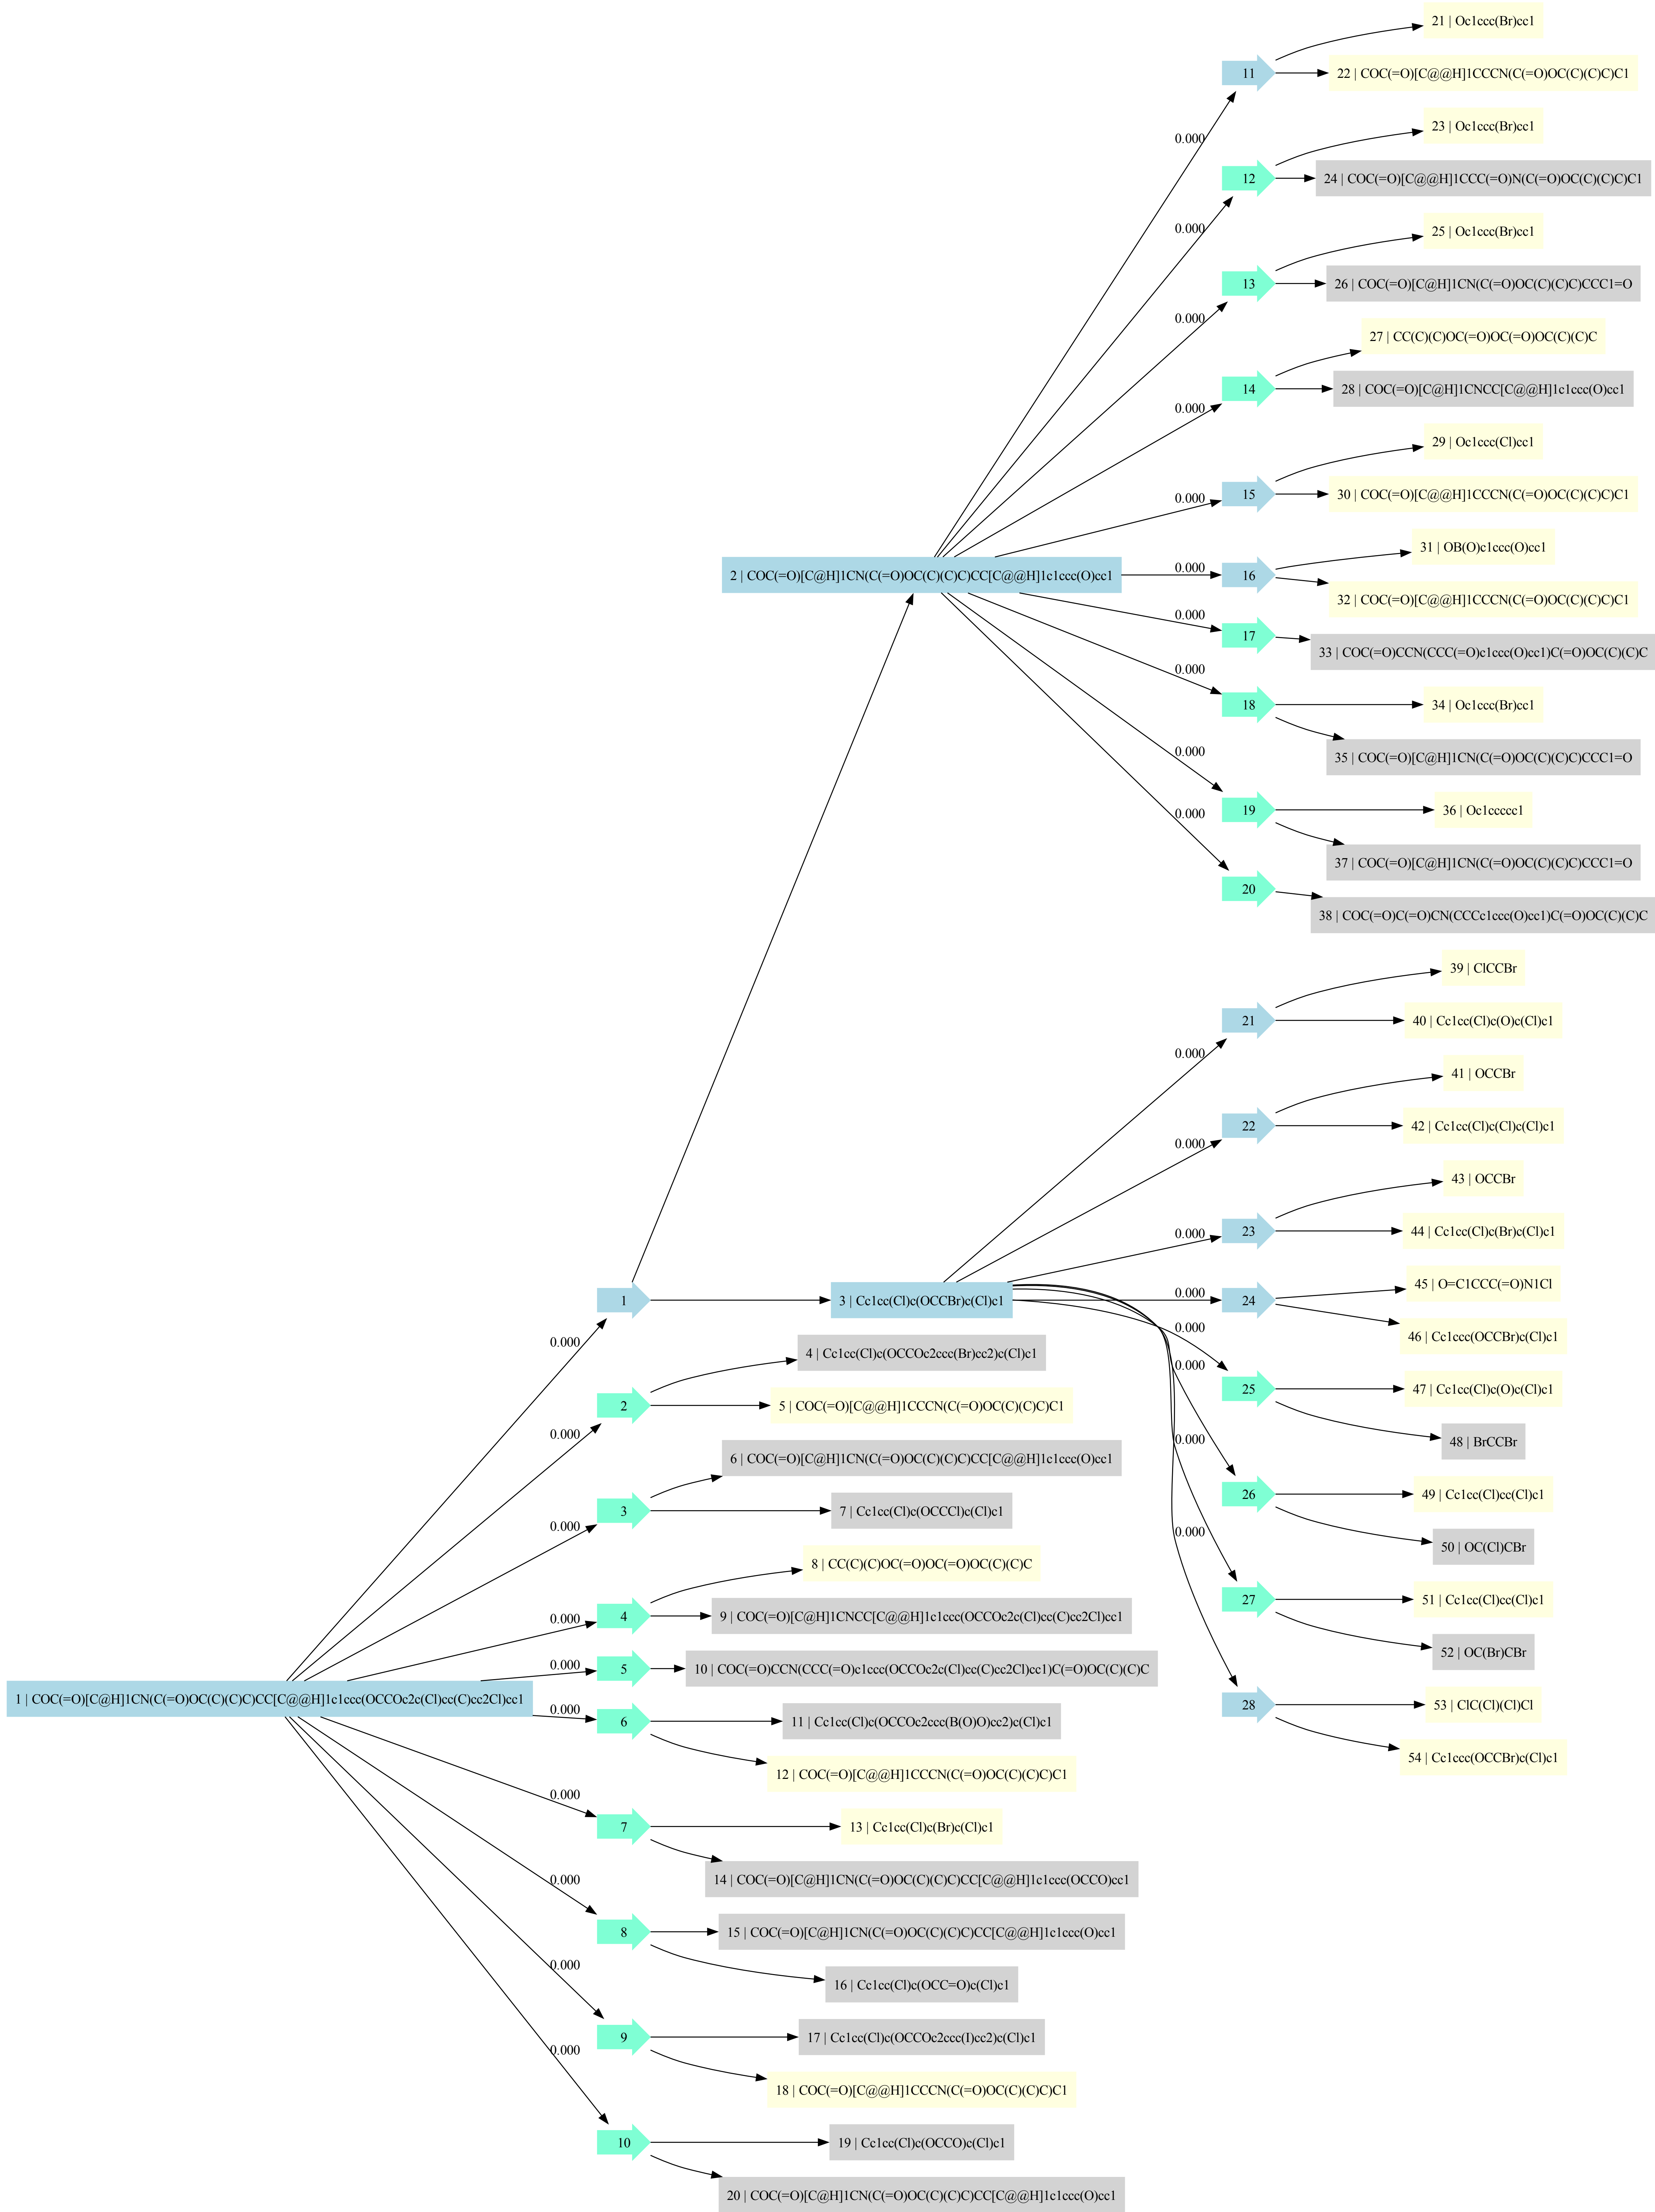 21 | Oc1ccc(Br)cc1
11
22 | COC(=O)[C@@H]1CCCN(C(=O)OC(C)(C)C)C1
0.000
23 | Oc1ccc(Br)cc1
12
24 | COC(=O)[C@@H]1CCC(=O)N(C(=O)OC(C)(C)C)C1
0.000
25 | Oc1ccc(Br)cc1
13
26 | COC(=O)[C@H]1CN(C(=O)OC(C)(C)C)CCC1=O
0.000
27 | CC(C)(C)OC(=O)OC(=O)OC(C)(C)C
14
28 | COC(=O)[C@H]1CNCC[C@@H]1c1ccc(O)cc1
0.000
29 | Oc1ccc(Cl)cc1
15
30 | COC(=O)[C@@H]1CCCN(C(=O)OC(C)(C)C)C1
0.000
31 | OB(O)c1ccc(O)cc1
2 | COC(=O)[C@H]1CN(C(=O)OC(C)(C)C)CC[C@@H]1c1ccc(O)cc1
0.000
16
32 | COC(=O)[C@@H]1CCCN(C(=O)OC(C)(C)C)C1
0.000
17
33 | COC(=O)CCN(CCC(=O)c1ccc(O)cc1)C(=O)OC(C)(C)C
0.000
18
34 | Oc1ccc(Br)cc1
35 | COC(=O)[C@H]1CN(C(=O)OC(C)(C)C)CCC1=O
0.000
19
36 | Oc1ccccc1
37 | COC(=O)[C@H]1CN(C(=O)OC(C)(C)C)CCC1=O
0.000
20
38 | COC(=O)C(=O)CN(CCCc1ccc(O)cc1)C(=O)OC(C)(C)C
39 | ClCCBr
21
40 | Cc1cc(Cl)c(O)c(Cl)c1
0.000
41 | OCCBr
22
42 | Cc1cc(Cl)c(Cl)c(Cl)c1
0.000
43 | OCCBr
23
44 | Cc1cc(Cl)c(Br)c(Cl)c1
0.000
45 | O=C1CCC(=O)N1Cl
1
3 | Cc1cc(Cl)c(OCCBr)c(Cl)c1
0.000
24
46 | Cc1ccc(OCCBr)c(Cl)c1
0.000
0.000
4 | Cc1cc(Cl)c(OCCOc2ccc(Br)cc2)c(Cl)c1
0.000
25
47 | Cc1cc(Cl)c(O)c(Cl)c1
2
5 | COC(=O)[C@@H]1CCCN(C(=O)OC(C)(C)C)C1
48 | BrCCBr
0.000
0.000
6 | COC(=O)[C@H]1CN(C(=O)OC(C)(C)C)CC[C@@H]1c1ccc(O)cc1
26
49 | Cc1cc(Cl)cc(Cl)c1
3
7 | Cc1cc(Cl)c(OCCCl)c(Cl)c1
0.000
0.000
50 | OC(Cl)CBr
8 | CC(C)(C)OC(=O)OC(=O)OC(C)(C)C
27
51 | Cc1cc(Cl)cc(Cl)c1
0.000
4
9 | COC(=O)[C@H]1CNCC[C@@H]1c1ccc(OCCOc2c(Cl)cc(C)cc2Cl)cc1
52 | OC(Br)CBr
0.000
5
10 | COC(=O)CCN(CCC(=O)c1ccc(OCCOc2c(Cl)cc(C)cc2Cl)cc1)C(=O)OC(C)(C)C
1 | COC(=O)[C@H]1CN(C(=O)OC(C)(C)C)CC[C@@H]1c1ccc(OCCOc2c(Cl)cc(C)cc2Cl)cc1
28
53 | ClC(Cl)(Cl)Cl
0.000
6
11 | Cc1cc(Cl)c(OCCOc2ccc(B(O)O)cc2)c(Cl)c1
54 | Cc1ccc(OCCBr)c(Cl)c1
12 | COC(=O)[C@@H]1CCCN(C(=O)OC(C)(C)C)C1
0.000
7
13 | Cc1cc(Cl)c(Br)c(Cl)c1
14 | COC(=O)[C@H]1CN(C(=O)OC(C)(C)C)CC[C@@H]1c1ccc(OCCO)cc1
0.000
8
15 | COC(=O)[C@H]1CN(C(=O)OC(C)(C)C)CC[C@@H]1c1ccc(O)cc1
16 | Cc1cc(Cl)c(OCC=O)c(Cl)c1
0.000
9
17 | Cc1cc(Cl)c(OCCOc2ccc(I)cc2)c(Cl)c1
0.000
18 | COC(=O)[C@@H]1CCCN(C(=O)OC(C)(C)C)C1
10
19 | Cc1cc(Cl)c(OCCO)c(Cl)c1
20 | COC(=O)[C@H]1CN(C(=O)OC(C)(C)C)CC[C@@H]1c1ccc(O)cc1